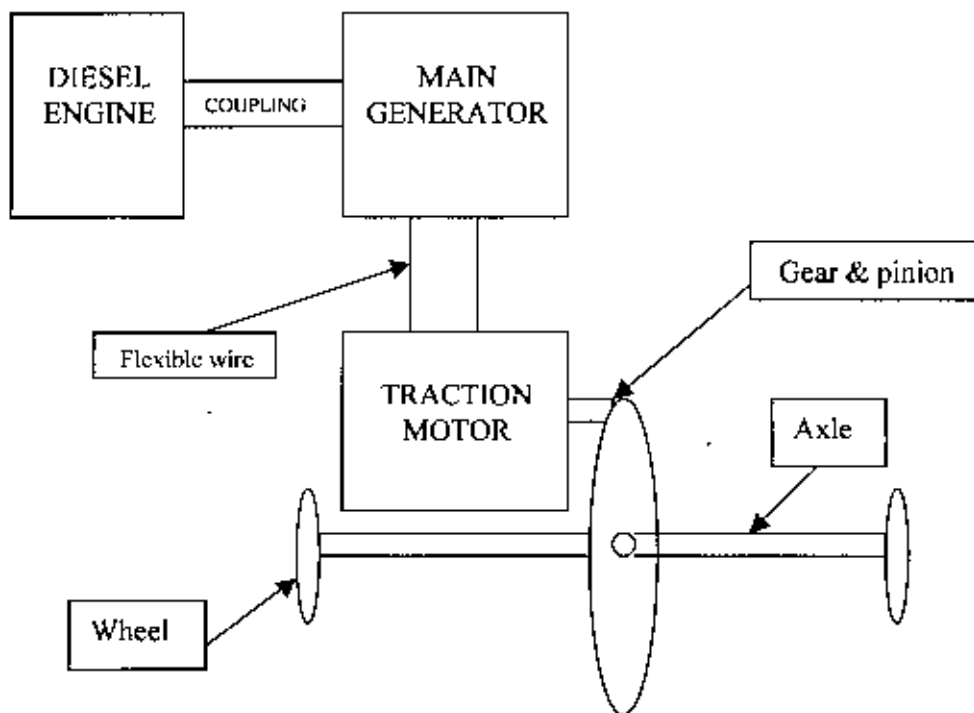 DIESEL
ENGINE
COUPLING
MAIN
GENERATOR
Gear & pinion
Flexible wire
TRACTION
MOTOR
Axle
Wheel